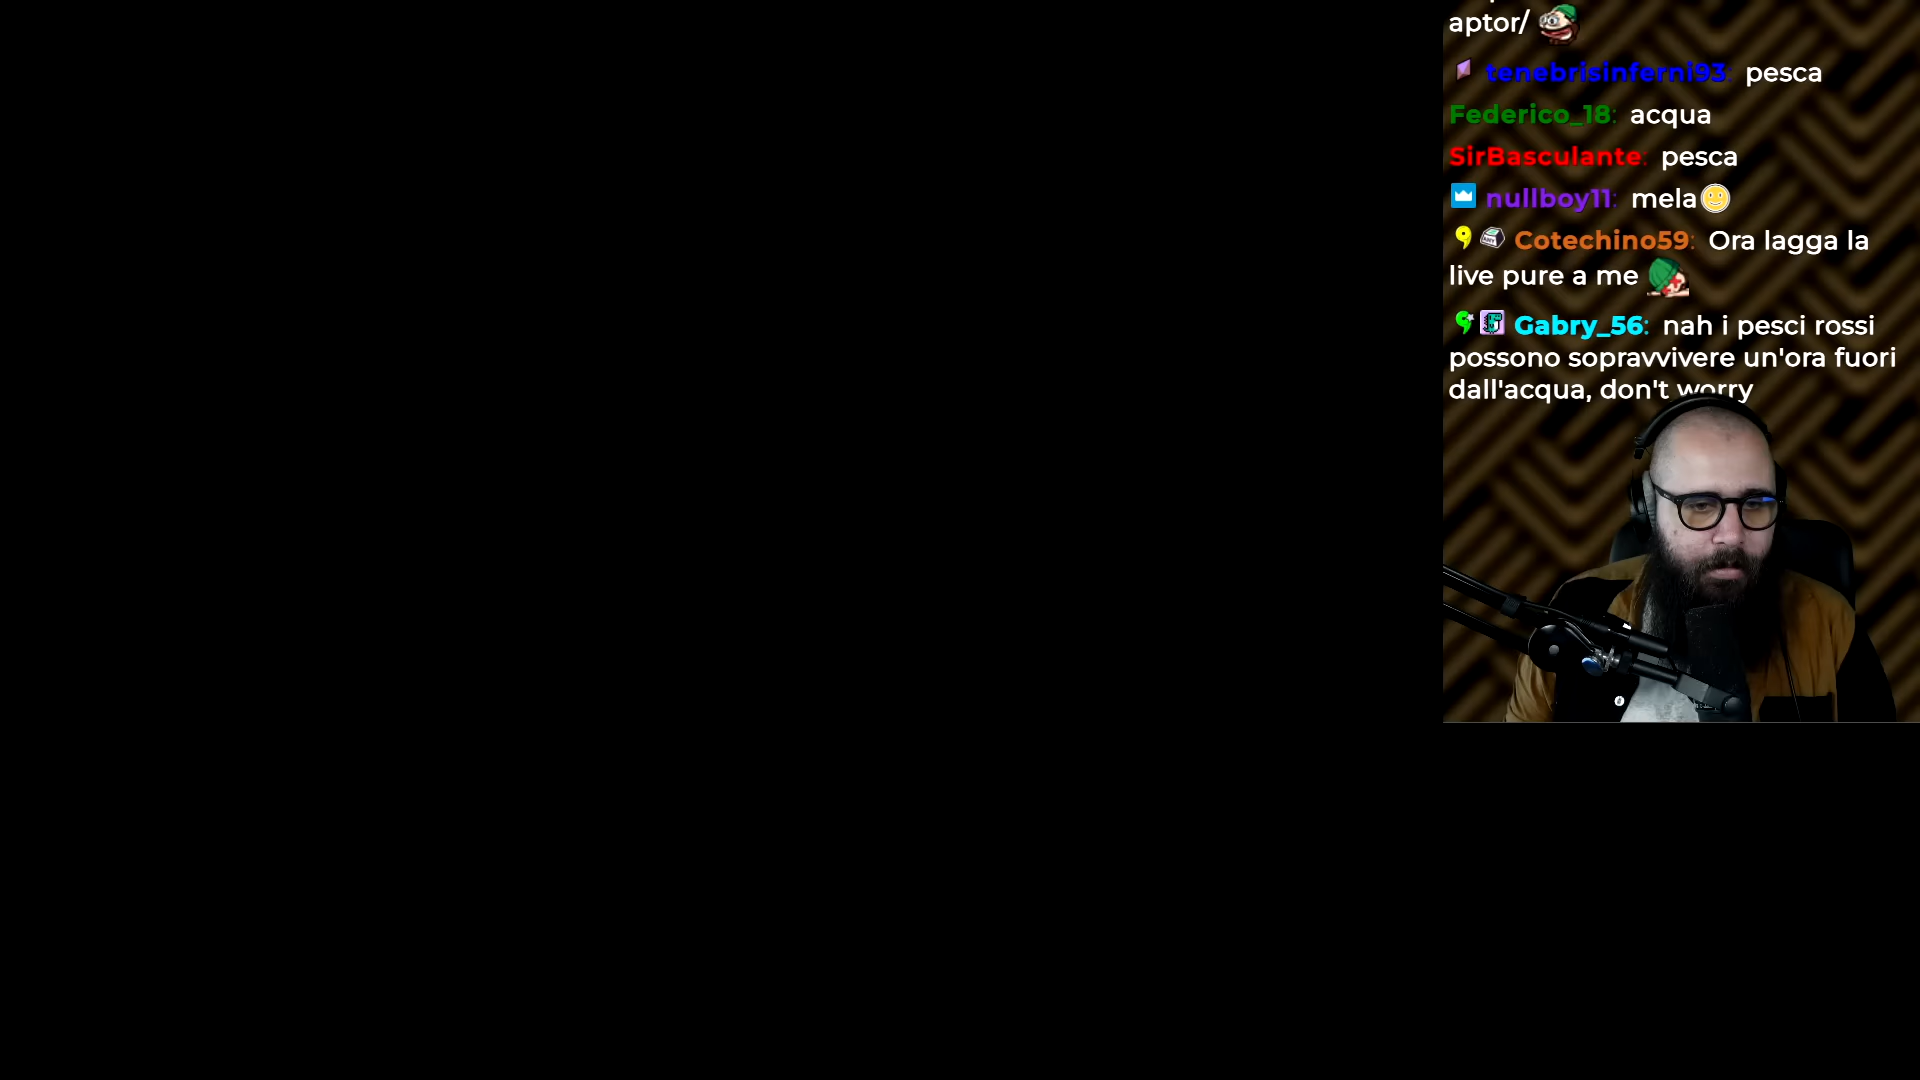 aptor/
tenebrisinferni93: pesca
Federico_18: acqua
SirBasculante: pesca
nullboy11: mela
Cotechino59: Ora lagga la
live pure a me
Gabry_56: nah i pesci rossi
possono sopravvivere un'ora fuori
dall'acqua, don't worry